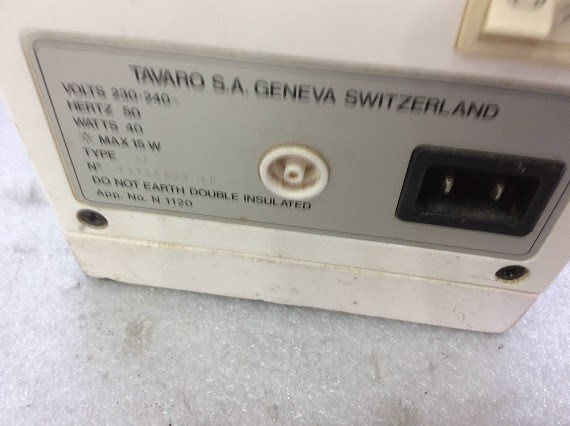 TAVARO S.A. GENEVA SWITZERLAND
VOLTS 230-240
HERTZ 50
WATTS 40
☼ MAX 15 W
TYPE
Nº
DO NOT EARTH DOUBLE INSULATED
App. No. N 1120